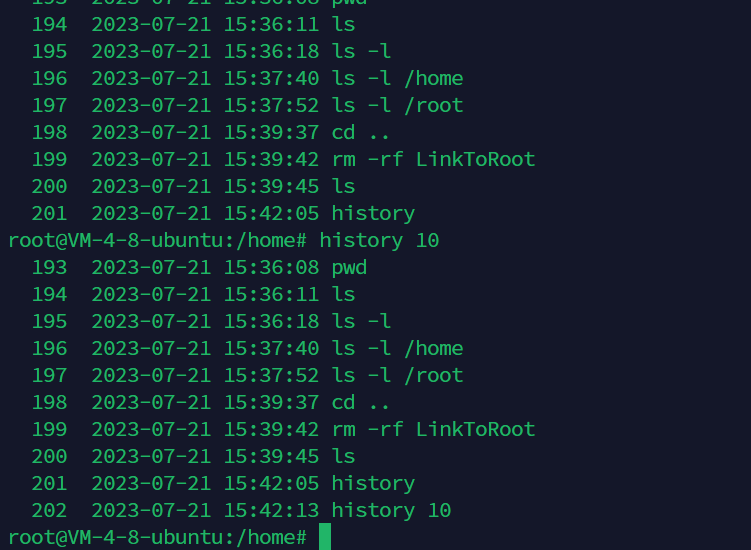 193 2023-07-21 15:36:08 pwd
194 2023-07-21 15:36:11 ls
195 2023-07-21 15:36:18 ls -l
196 2023-07-21 15:37:40 ls -l /home
197 2023-07-21 15:37:52 ls -l /root
198 2023-07-21 15:39:37 cd ..
199 2023-07-21 15:39:42 rm -rf LinkToRoot
200 2023-07-21 15:39:45 ls
201 2023-07-21 15:42:05 history
root@VM-4-8-ubuntu:/home# history 10
193 2023-07-21 15:36:08 pwd
194 2023-07-21 15:36:11 ls
195 2023-07-21 15:36:18 ls -l
196 2023-07-21 15:37:40 ls -l /home
197 2023-07-21 15:37:52 ls -l /root
198 2023-07-21 15:39:37 cd ..
199 2023-07-21 15:39:42 rm -rf LinkToRoot
200 2023-07-21 15:39:45 ls
201 2023-07-21 15:42:05 history
202 2023-07-21 15:42:13 history 10
root@VM-4-8-ubuntu:/home#